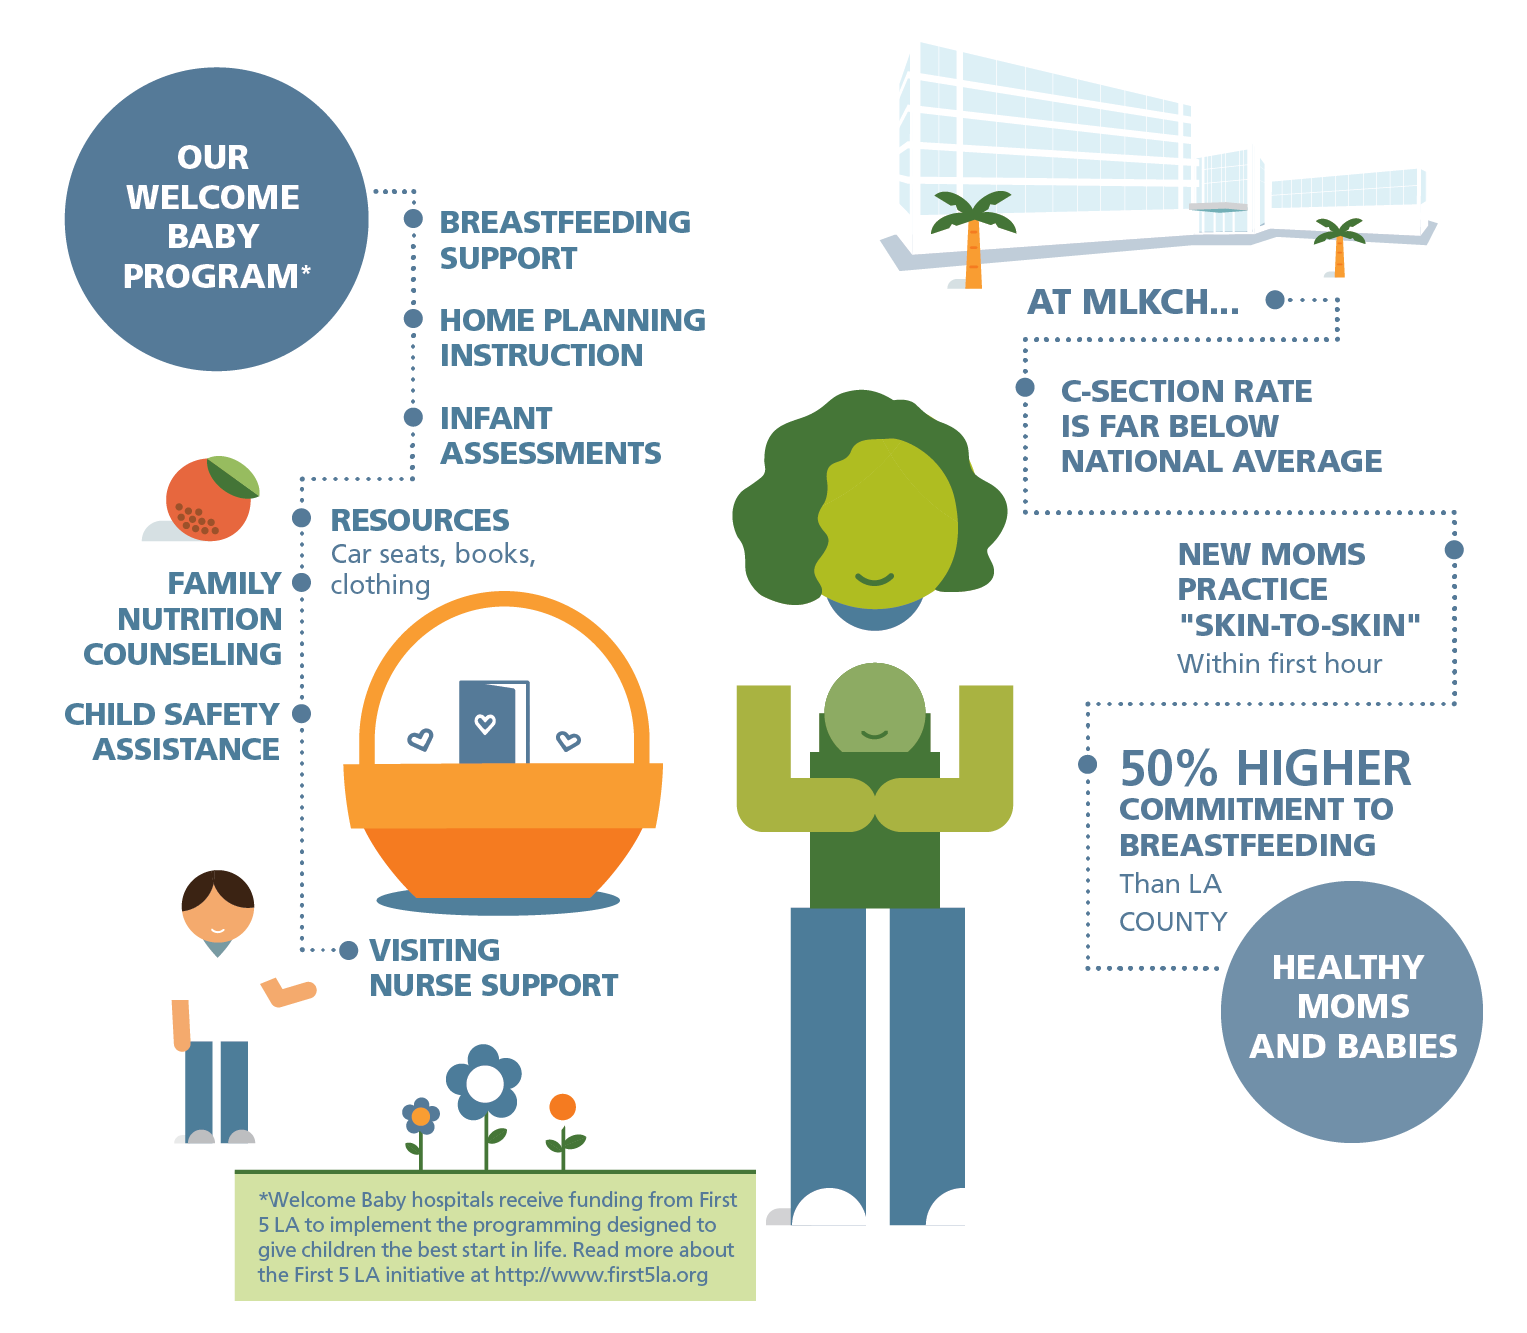 OUR
WELCOME
BABY
PROGRAM*
BREASTFEEDING
SUPPORT
HOME PLANNING
INSTRUCTION
INFANT
ASSESSMENTS
RESOURCES
Car seats, books,
clothing
FAMILY
NUTRITION
COUNSELING
CHILD SAFETY
ASSISTANCE
VISITING
NURSE SUPPORT
*Welcome Baby hospitals receive funding from First
5 LA to implement the programming designed to
give children the best start in life. Read more about
the First 5 LA initiative at http://www.first5la.org
AT MLKCH...
C-SECTION RATE
IS FAR BELOW
NATIONAL AVERAGE
NEW MOMS
PRACTICE
"SKIN-TO-SKIN"
Within first hour
50% HIGHER
COMMITMENT TO
BREASTFEEDING
Than LA
COUNTY
HEALTHY
MOMS
AND BABIES